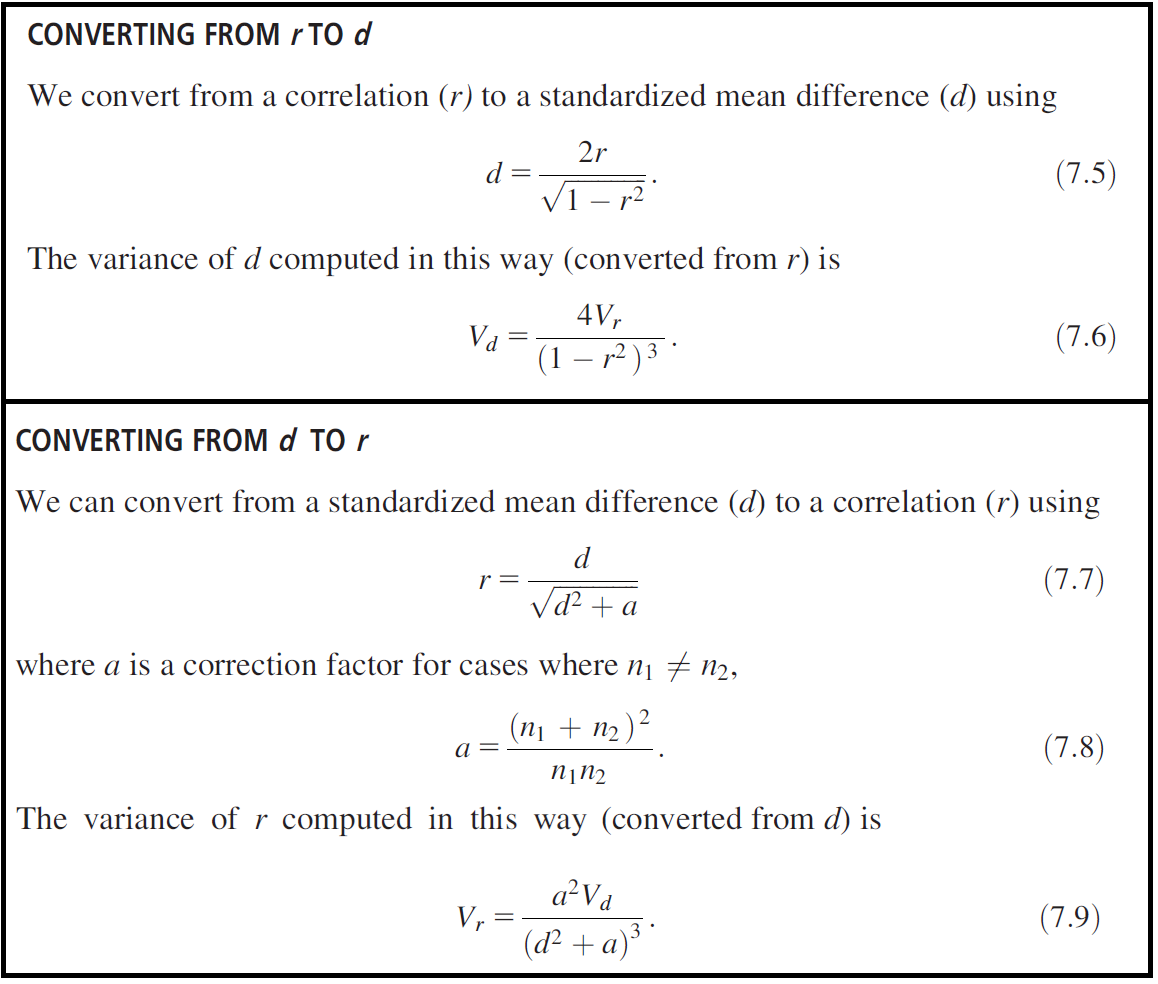 CONVERTING FROM r TO d
We convert from a correlation (r) to a standardized mean difference (d) using
d = \frac{2r}{\sqrt{1 - r^2}}. (7.5)
The variance of d computed in this way (converted from r) is
V_d = \frac{4V_r}{(1 - r^2)^3}. (7.6)
CONVERTING FROM d TO r
We can convert from a standardized mean difference (d) to a correlation (r) using
r = \frac{d}{\sqrt{d^2 + a}} (7.7)
where a is a correction factor for cases where n_1 ≠ n_2,
a = \frac{(n_1 + n_2)^2}{n_1 n_2}. (7.8)
The variance of r computed in this way (converted from d) is
V_r = \frac{a^2 V_d}{(d^2 + a)^3}. (7.9)